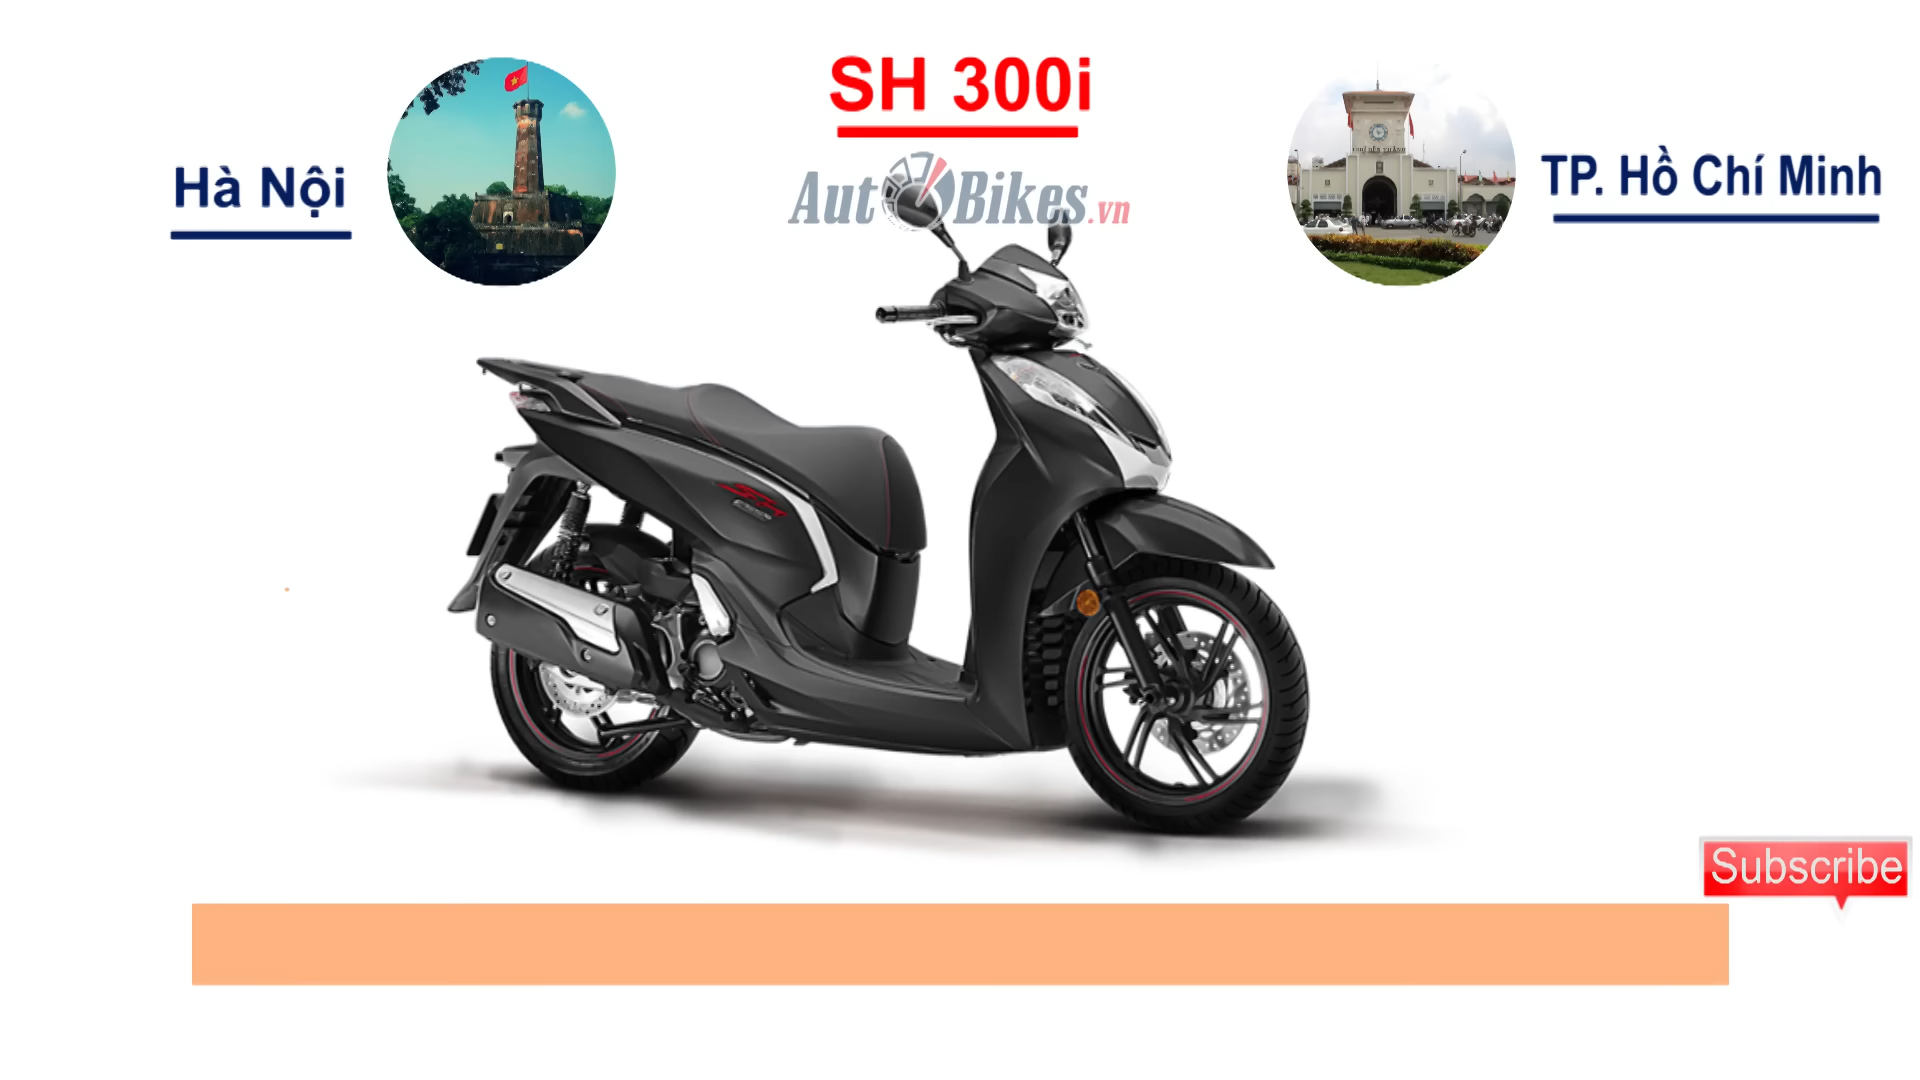 SH 300i
AutoBikes.vn
Hà Nội
TP. Hồ Chí Minh
Subscribe